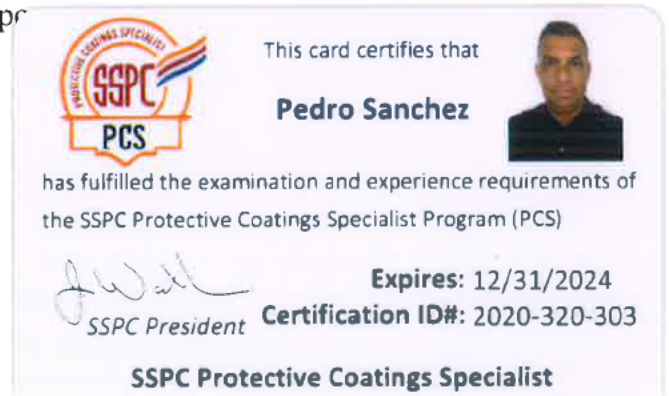 PROTECTIVE COATINGS SPECIALIST
SSPC
PCS
This card certifies that
Pedro Sanchez
has fulfilled the examination and experience requirements of
the SSPC Protective Coatings Specialist Program (PCS)
Expires: 12/31/2024
SSPC President Certification ID#: 2020-320-303
SSPC Protective Coatings Specialist